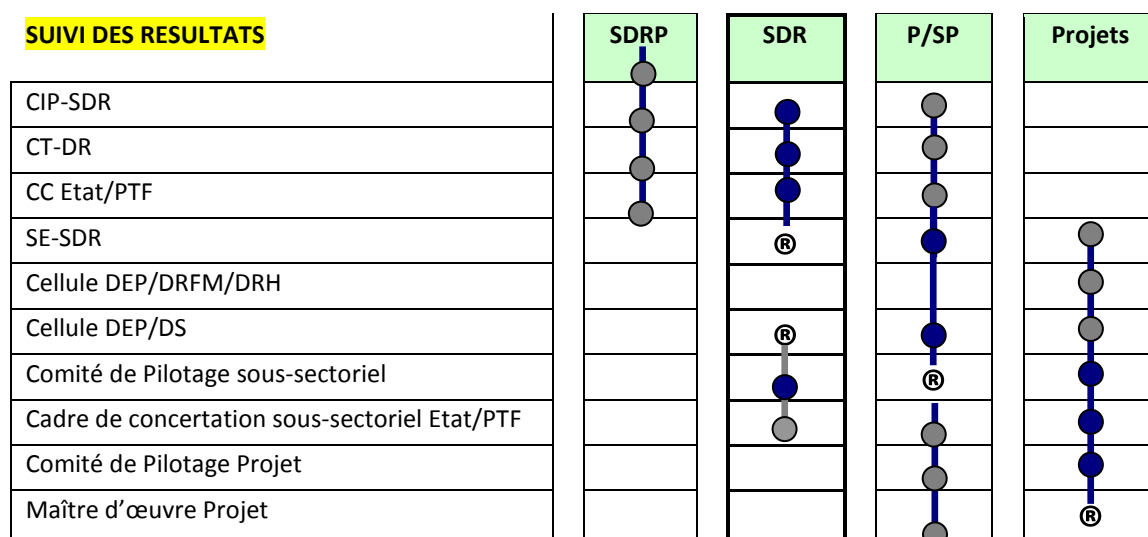 SUIVI DES RESULTATS SDRP SDR P/SP Projets
CIP-SDR
CT-DR
CC Etat/PTF
SE-SDR ®
Cellule DEP/DRFM/DRH
Cellule DEP/DS ®
Comité de Pilotage sous-sectoriel ®
Cadre de concertation sous-sectoriel Etat/PTF
Comité de Pilotage Projet
Maître d’œuvre Projet ®